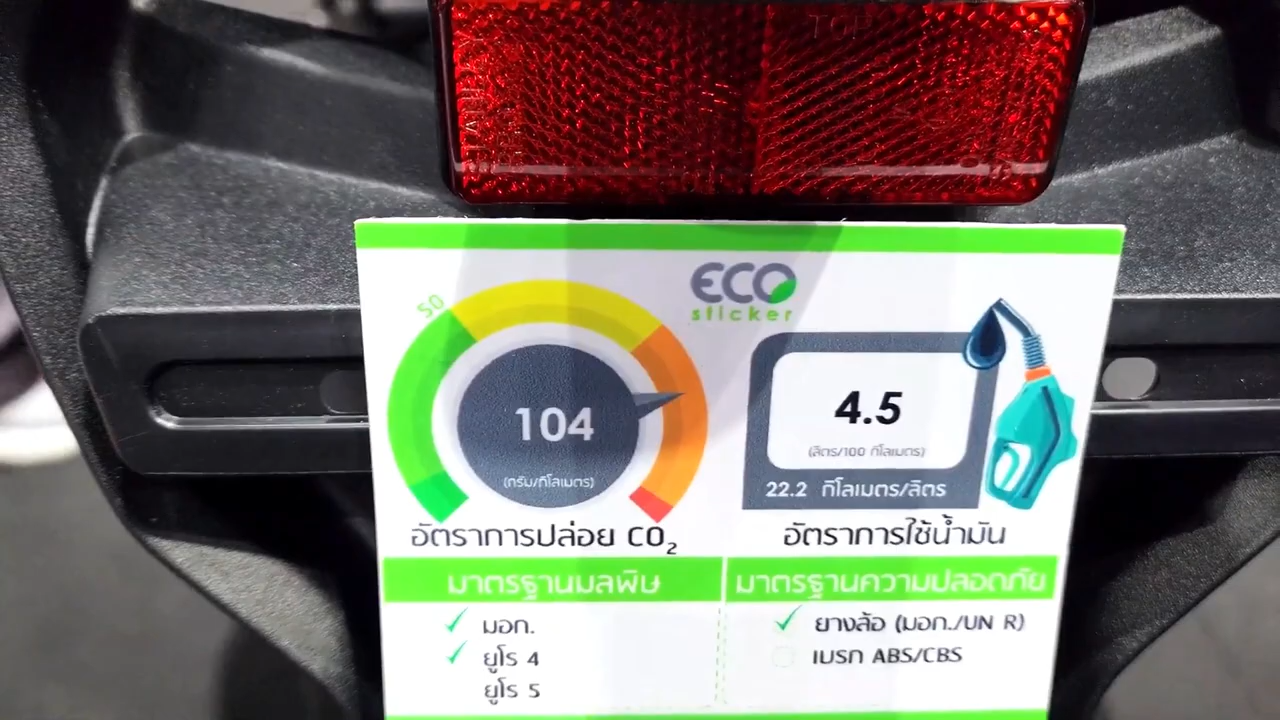 TOP
50
ECO
sticker
104
(กรัม/กิโลเมตร)
อัตราการปล่อย CO2
4.5
(ลิตร/100 กิโลเมตร)
22.2 กิโลเมตร/ลิตร
อัตราการใช้น้ำมัน
มาตรฐานมลพิษ
✓ มอก.
✓ ยูโร 4
ยูโร 5
มาตรฐานความปลอดภัย
✓ ยางล้อ (มอก./UN R)
เบรก ABS/CBS